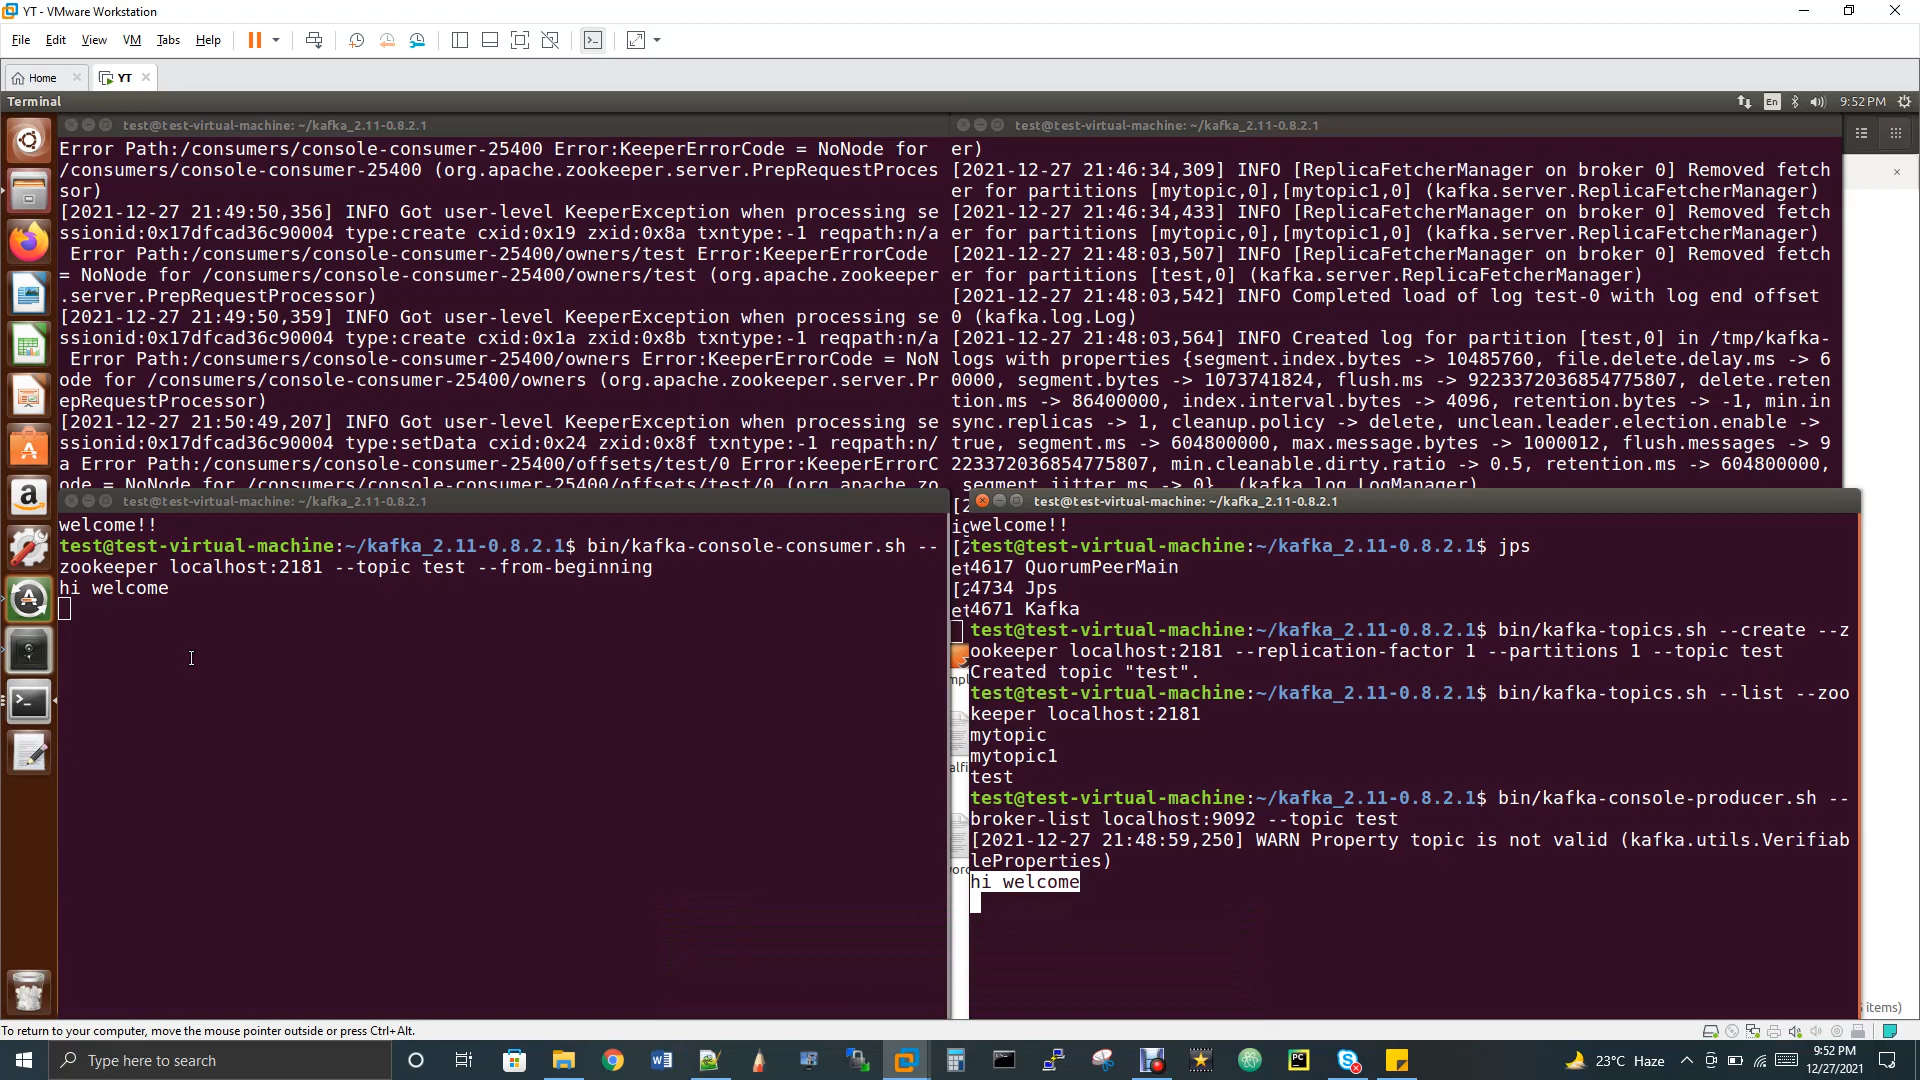 YT - VMware Workstation
File Edit View VM Tabs Help
Home YT
Terminal En 9:52 PM
test@test-virtual-machine: ~/kafka_2.11-0.8.2.1
Error Path:/consumers/console-consumer-25400 Error:KeeperErrorCode = NoNode for
/consumers/console-consumer-25400 (org.apache.zookeeper.server.PrepRequestProces
sor)
[2021-12-27 21:49:50,356] INFO Got user-level KeeperException when processing se
ssionid:0x17dfcad36c90004 type:create cxid:0x19 zxid:0x8a txntype:-1 reqpath:n/a
 Error Path:/consumers/console-consumer-25400/owners/test Error:KeeperErrorCode
= NoNode for /consumers/console-consumer-25400/owners/test (org.apache.zookeeper
.server.PrepRequestProcessor)
[2021-12-27 21:49:50,359] INFO Got user-level KeeperException when processing se
ssionid:0x17dfcad36c90004 type:create cxid:0x1a zxid:0x8b txntype:-1 reqpath:n/a
 Error Path:/consumers/console-consumer-25400/owners Error:KeeperErrorCode = NoN
ode for /consumers/console-consumer-25400/owners (org.apache.zookeeper.server.Pr
epRequestProcessor)
[2021-12-27 21:50:49,207] INFO Got user-level KeeperException when processing se
ssionid:0x17dfcad36c90004 type:setData cxid:0x24 zxid:0x8f txntype:-1 reqpath:n/
a Error Path:/consumers/console-consumer-25400/offsets/test/0 Error:KeeperErrorC
ode = NoNode for /consumers/console-consumer-25400/offsets/test/0 (org.apache.zo
test@test-virtual-machine: ~/kafka_2.11-0.8.2.1
er)
[2021-12-27 21:46:34,309] INFO [ReplicaFetcherManager on broker 0] Removed fetch
er for partitions [mytopic,0],[mytopic1,0] (kafka.server.ReplicaFetcherManager)
[2021-12-27 21:46:34,433] INFO [ReplicaFetcherManager on broker 0] Removed fetch
er for partitions [mytopic,0],[mytopic1,0] (kafka.server.ReplicaFetcherManager)
[2021-12-27 21:48:03,507] INFO [ReplicaFetcherManager on broker 0] Removed fetch
er for partitions [test,0] (kafka.server.ReplicaFetcherManager)
[2021-12-27 21:48:03,542] INFO Completed load of log test-0 with log end offset
0 (kafka.log.Log)
[2021-12-27 21:48:03,564] INFO Created log for partition [test,0] in /tmp/kafka-
logs with properties {segment.index.bytes -> 10485760, file.delete.delay.ms -> 6
0000, segment.bytes -> 1073741824, flush.ms -> 9223372036854775807, delete.reten
tion.ms -> 86400000, index.interval.bytes -> 4096, retention.bytes -> -1, min.in
sync.replicas -> 1, cleanup.policy -> delete, unclean.leader.election.enable ->
true, segment.ms -> 604800000, max.message.bytes -> 1000012, flush.messages -> 9
223372036854775807, min.cleanable.dirty.ratio -> 0.5, retention.ms -> 604800000,
segment.jitter.ms -> 0}. (kafka.log.LogManager)
test@test-virtual-machine: ~/kafka_2.11-0.8.2.1
welcome!!
test@test-virtual-machine:~/kafka_2.11-0.8.2.1$ bin/kafka-console-consumer.sh --
zookeeper localhost:2181 --topic test --from-beginning
hi welcome
test@test-virtual-machine: ~/kafka_2.11-0.8.2.1
welcome!!
test@test-virtual-machine:~/kafka_2.11-0.8.2.1$ jps
4617 QuorumPeerMain
4734 Jps
4671 Kafka
test@test-virtual-machine:~/kafka_2.11-0.8.2.1$ bin/kafka-topics.sh --create --z
ookeeper localhost:2181 --replication-factor 1 --partitions 1 --topic test
Created topic "test".
test@test-virtual-machine:~/kafka_2.11-0.8.2.1$ bin/kafka-topics.sh --list --zoo
keeper localhost:2181
mytopic
mytopic1
test
test@test-virtual-machine:~/kafka_2.11-0.8.2.1$ bin/kafka-console-producer.sh --
broker-list localhost:9092 --topic test
[2021-12-27 21:48:59,250] WARN Property topic is not valid (kafka.utils.Verifiab
leProperties)
hi welcome
items)
To return to your computer, move the mouse pointer outside or press Ctrl+Alt.
Type here to search 23°C Haze 9:52 PM
12/27/2021